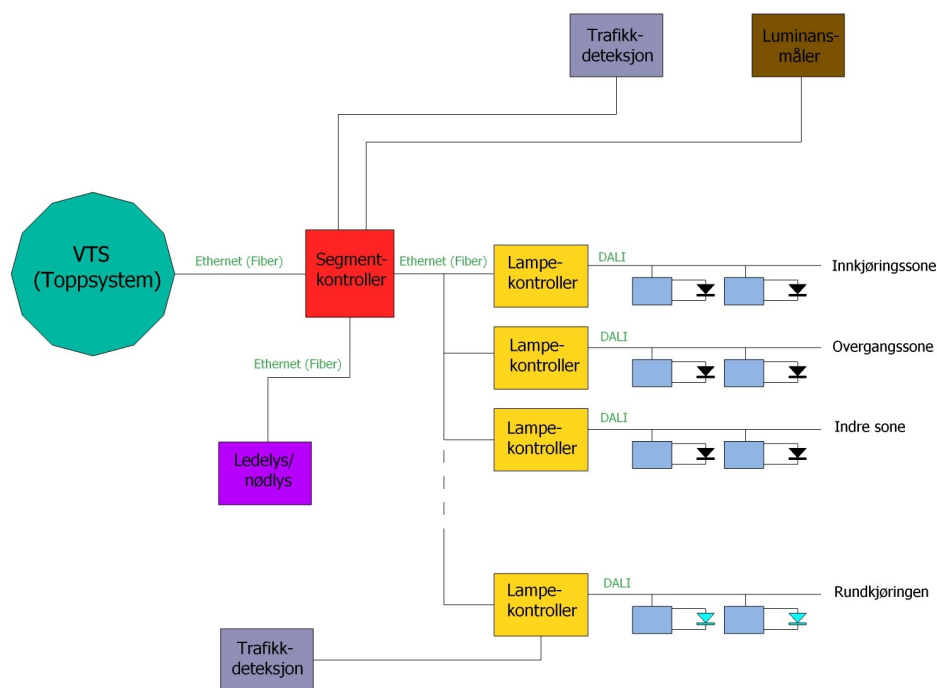 Trafikk-
deteksjon
Luminans-
måler
VTS
(Toppsystem)
Ethernet (Fiber)
Segment-
kontroller
Ethernet (Fiber)
Lampe-
kontroller
DALI
Innkjøringssone
Lampe-
kontroller
DALI
Overgangssone
Ethernet (Fiber)
Lampe-
kontroller
DALI
Indre sone
Ledelys/
nødlys
Lampe-
kontroller
DALI
Rundkjøringen
Trafikk-
deteksjon